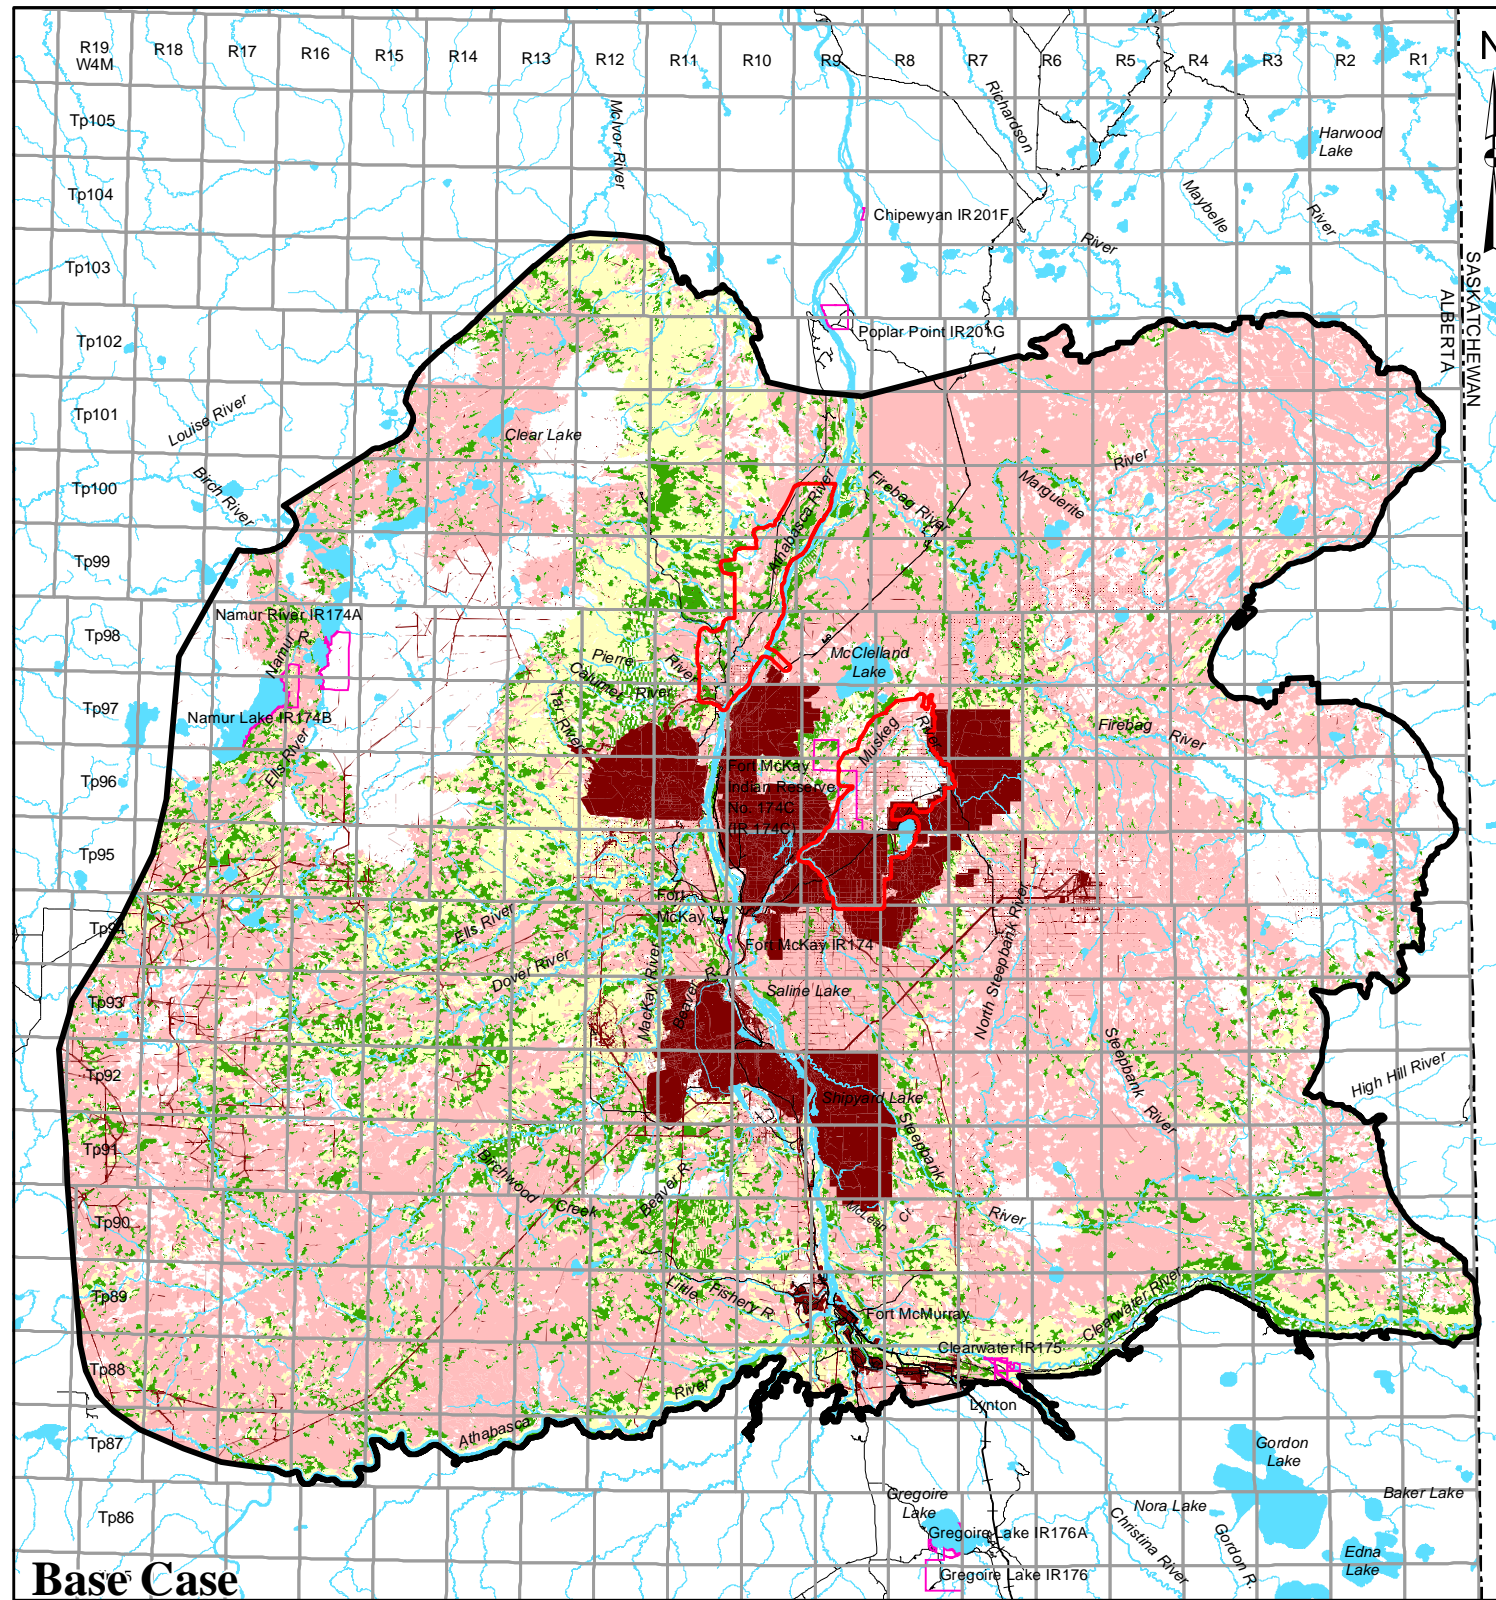 R19
W4M
R18
R17
R16
R15
R14
R13
R12
R11
R10
R9
R8
R7
R6
R5
R4
R3
R2
R1
N
Tp105
McIvor River
Richardson
Harwood
Lake
Tp104
Chipewyan IR201F
Maybelle
River
River
Tp103
SASKATCHEWAN
ALBERTA
Tp102
Poplar Point IR201G
Tp101
Louise River
Clear Lake
Birch River
Tp100
Athabasca River
Firebag River
Marguerite
River
Tp99
Namur River IR174A
Tp98
Namur
R.
Pierre
River
Calumet
River
McClelland
Lake
Tp97
Namur Lake IR174B
Tar River
Muskeg
River
Firebag
River
Ells River
Tp96
Fort McKay
Indian Reserve
No. 174C
(IR 174C)
Tp95
Fort
McKay
Tp94
Ells River
Fort McKay IR174
North Steepbank River
Dover River
MacKay River
Beaver R.
Saline Lake
Tp93
Steepbank
River
Tp92
High Hill River
Shipyard Lake
Steepbank
Tp91
Birchwood
Creek
Beaver R.
McLean
Cr.
River
Tp90
Tp89
Little
Fishery R.
Fort McMurray
Clearwater River
Clearwater IR175
Tp88
River
Athabasca
Lynton
Tp87
Gordon
Lake
Gregoire
Lake
Nora Lake
Baker Lake
Tp86
Gregoire Lake IR176A
Christina River
Gordon R.
Edna
Lake
Gregoire Lake IR176
Base Case